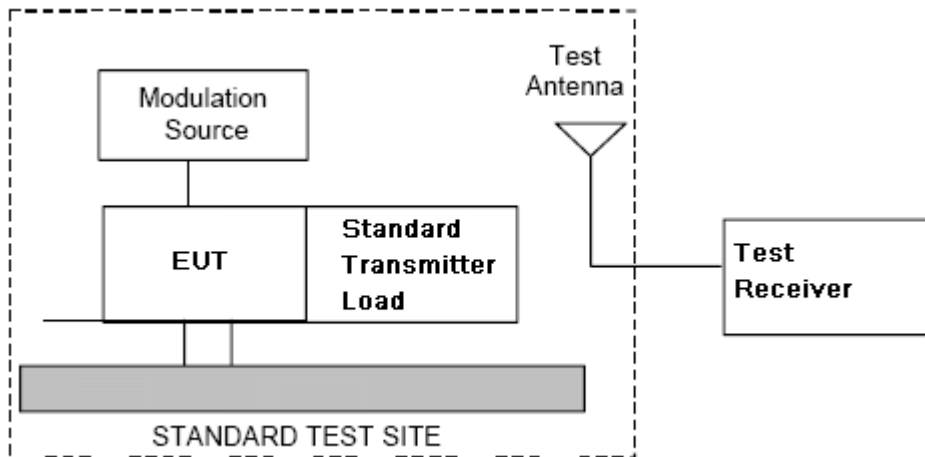 Test
Antenna
Modulation
Source
EUT
Standard
Transmitter
Load
Test
Receiver
STANDARD TEST SITE